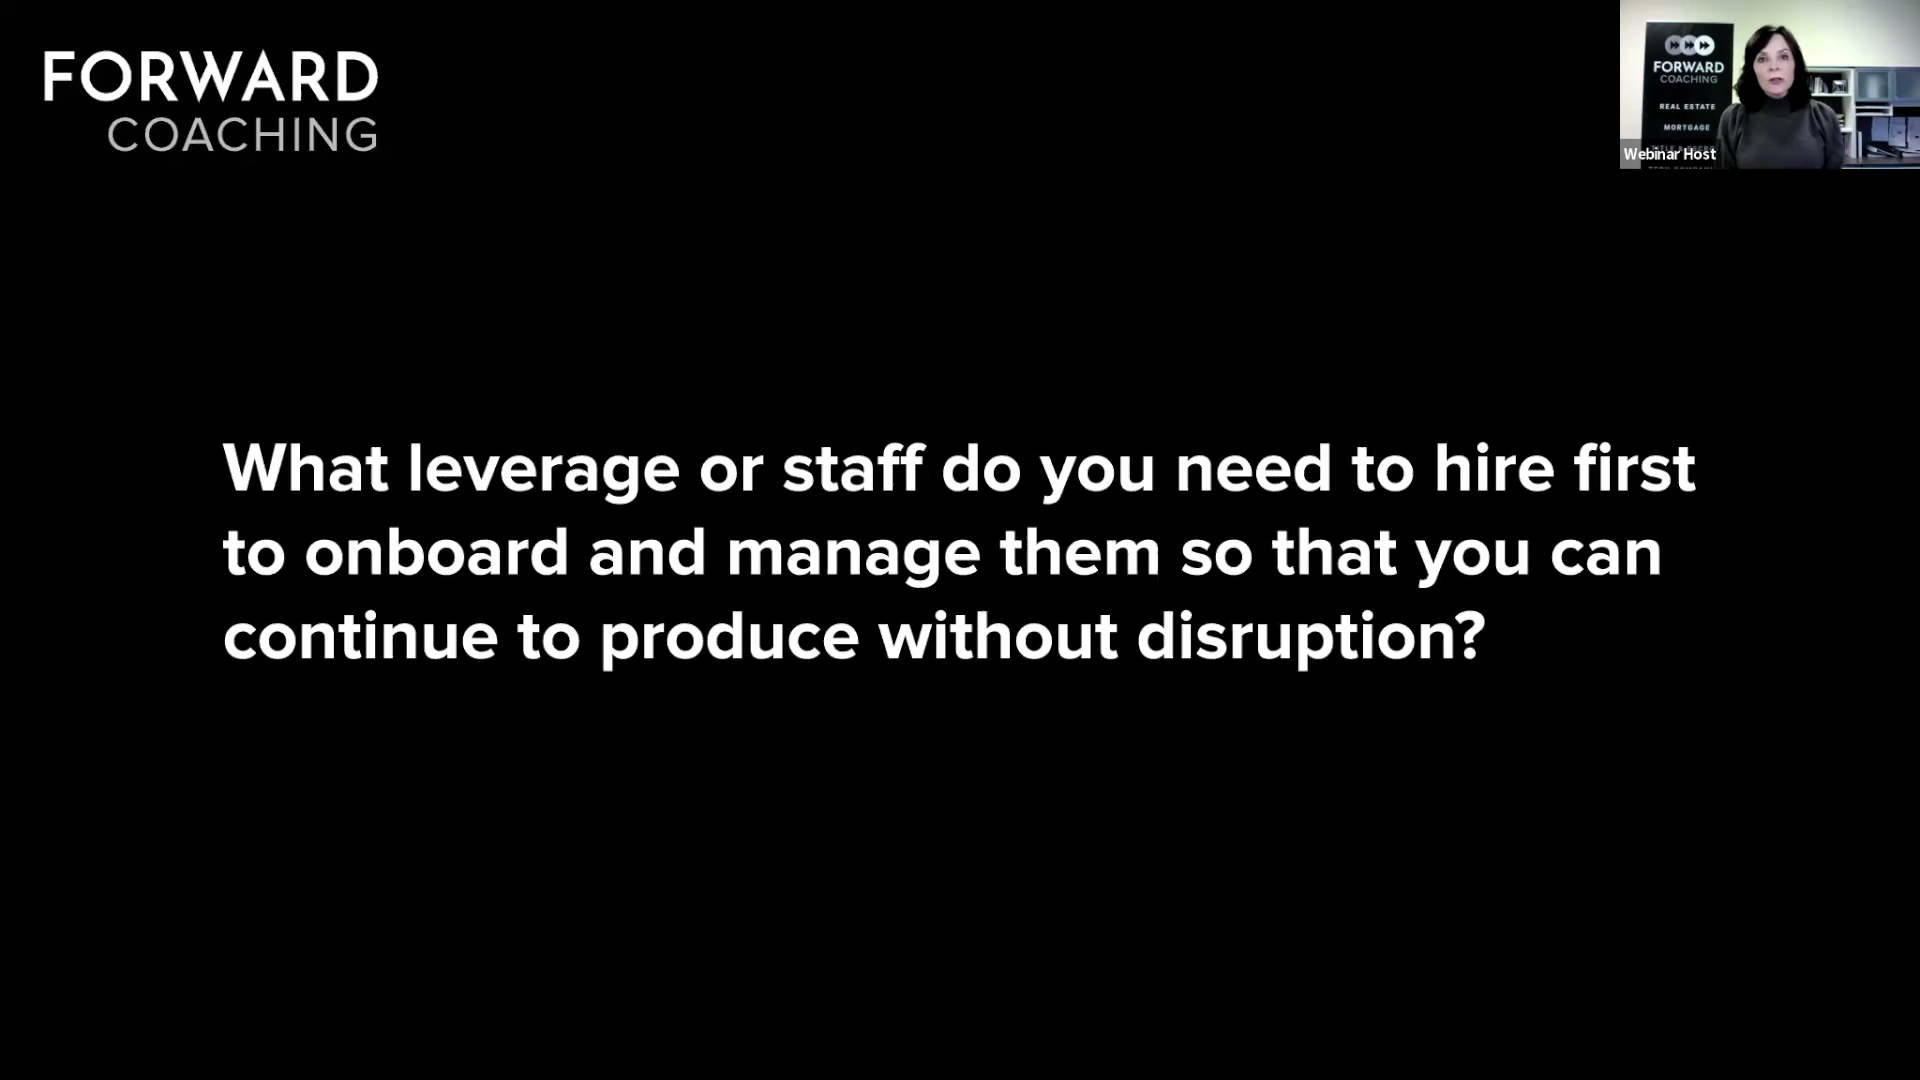 FORWARD
COACHING
FORWARD
COACHING
REAL ESTATE
MORTGAGE
Webinar Host
What leverage or staff do you need to hire first
to onboard and manage them so that you can
continue to produce without disruption?